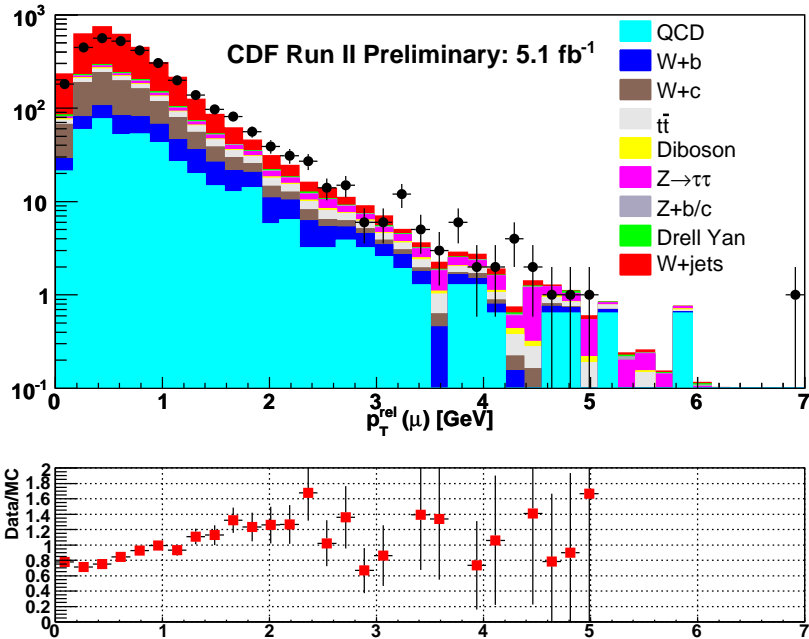 CDF Run II Preliminary: 5.1 fb⁻¹
QCD
W+b
W+c
tt̄
Diboson
Z→ττ
Z+b/c
Drell Yan
W+jets
10³
10²
10
1
10⁻¹
0 1 2 3 4 5 6 7
p_T^rel(μ) [GeV]
Data/MC
2
1.8
1.6
1.4
1.2
1
0.8
0.6
0.4
0.2
0
0 1 2 3 4 5 6 7